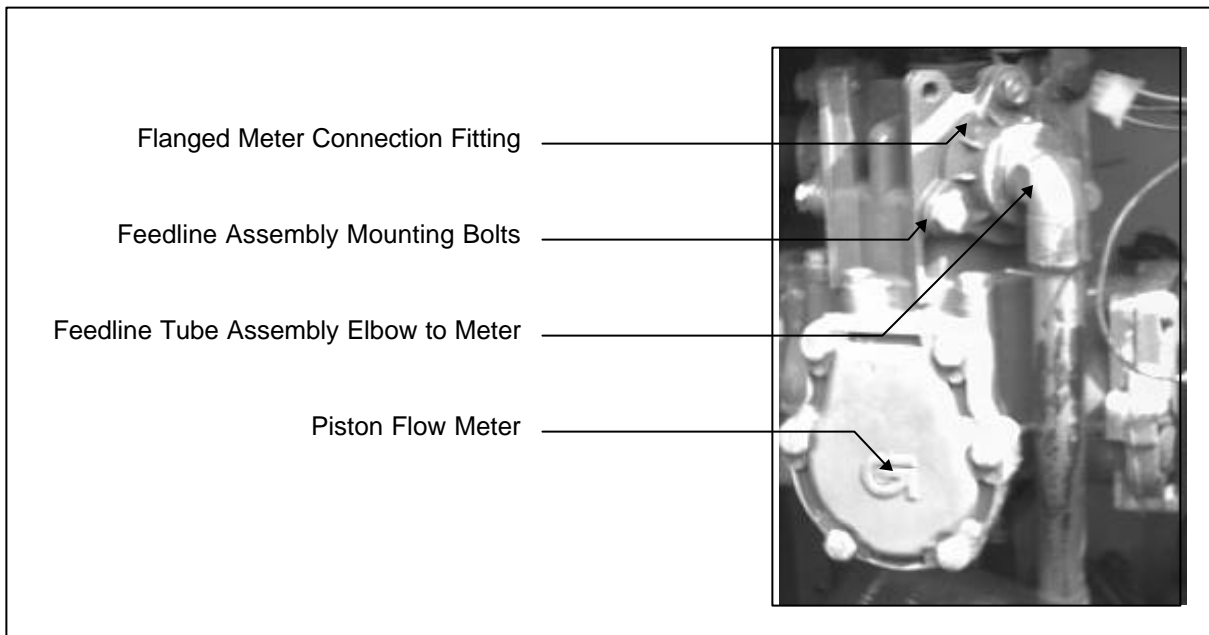 Flanged Meter Connection Fitting
Feedline Assembly Mounting Bolts
Feedline Tube Assembly Elbow to Meter
Piston Flow Meter